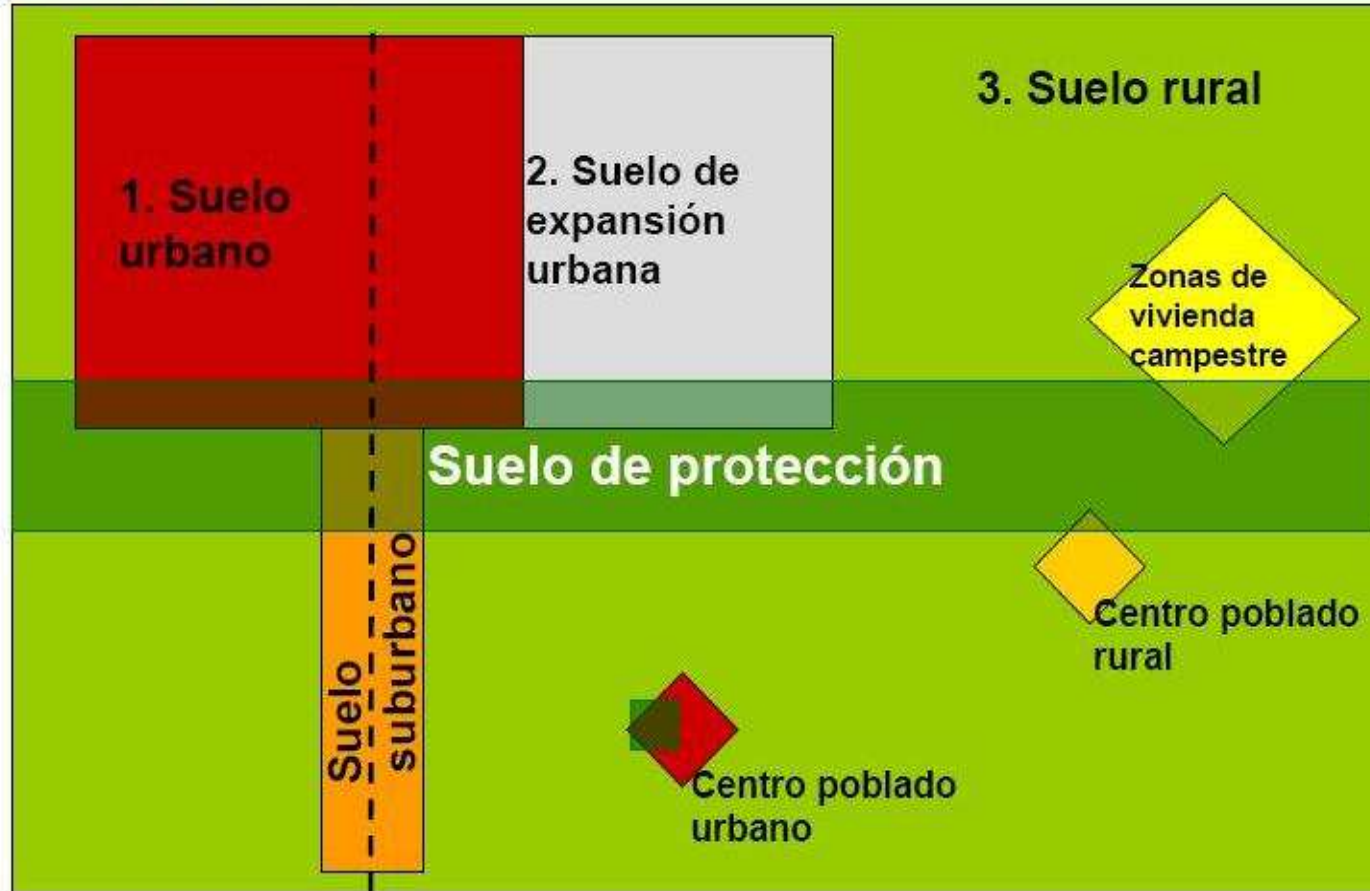 3. Suelo rural
1. Suelo
urbano
2. Suelo de
expansión
urbana
Zonas de
vivienda
campestre
Suelo de protección
Suelo
suburbano
Centro poblado
rural
Centro poblado
urbano